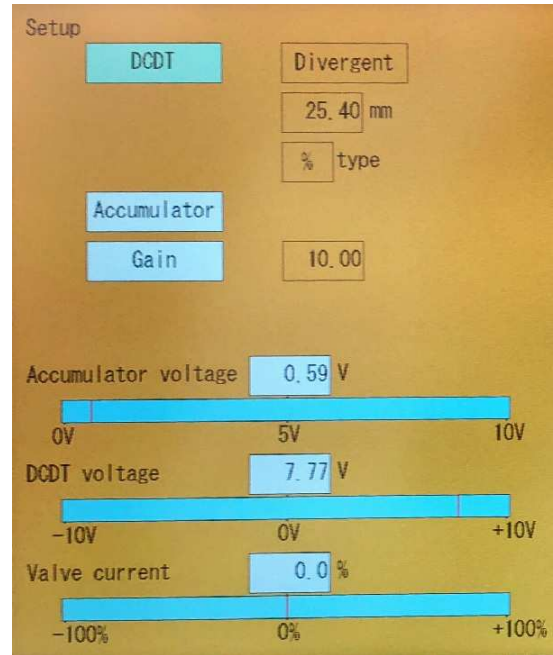 Setup
DCDT Divergent
25.40 mm
% type
Accumulator
Gain 10.00
Accumulator voltage 0.59 V
0V 5V 10V
DCDT voltage 7.77 V
-10V 0V +10V
Valve current 0.0 %
-100% 0% +100%